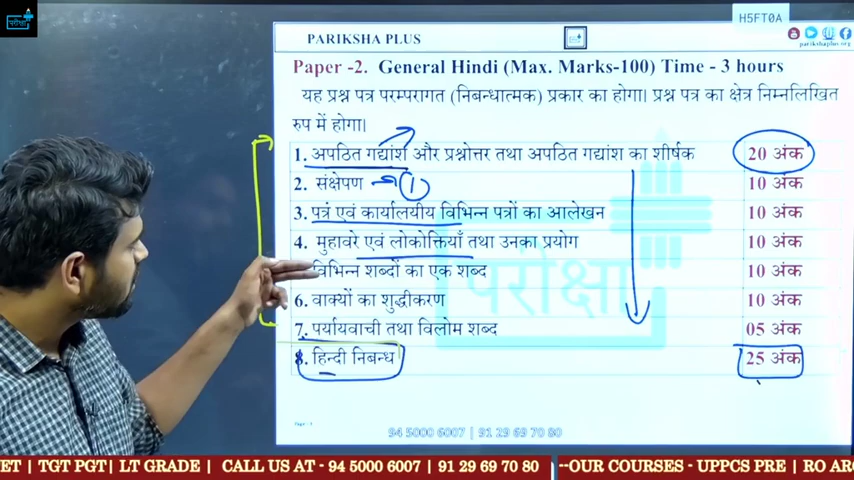 परीक्षा
H5FT0A
PARIKSHA PLUS
parikshaplus.org
Paper -2. General Hindi (Max. Marks-100) Time - 3 hours
यह प्रश्न पत्र परम्परागत (निबन्धात्मक) प्रकार का होगा। प्रश्न पत्र का क्षेत्र निम्नलिखित
रुप में होगा।
1. अपठित गद्यांश और प्रश्नोत्तर तथा अपठित गद्यांश का शीर्षक 20 अंक
2. संक्षेपण 1 10 अंक
3. पत्रं एवं कार्यालयीय विभिन्न पत्रों का आलेखन 10 अंक
4. मुहावरे एवं लोकोक्तियाँ तथा उनका प्रयोग 10 अंक
विभिन्न शब्दों का एक शब्द 10 अंक
6. वाक्यों का शुद्धीकरण 10 अंक
7. पर्यायवाची तथा विलोम शब्द 05 अंक
8. हिन्दी निबन्ध 25 अंक
परीक्षा
94 5000 6007 | 91 29 69 70 80
ET | TGT PGT| LT GRADE | CALL US AT - 94 5000 6007 | 91 29 69 70 80 --OUR COURSES - UPPCS PRE | RO ARO